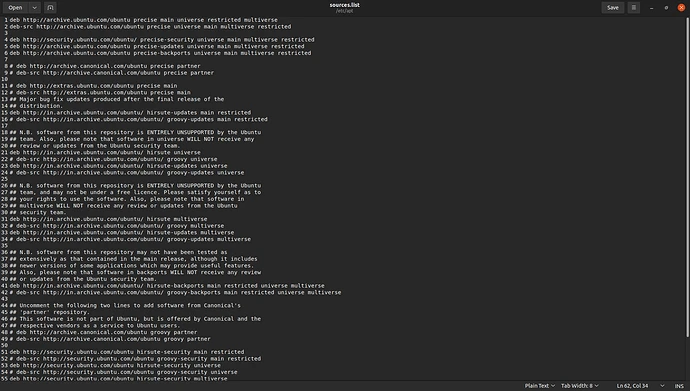 Open
sources.list
/etc/apt
Save
1 deb http://archive.ubuntu.com/ubuntu precise main universe restricted multiverse
2 deb-src http://archive.ubuntu.com/ubuntu precise universe main multiverse restricted
3
4 deb http://security.ubuntu.com/ubuntu/ precise-security universe main multiverse restricted
5 deb http://archive.ubuntu.com/ubuntu precise-updates universe main multiverse restricted
6 deb http://archive.ubuntu.com/ubuntu precise-backports universe main multiverse restricted
7
8 # deb http://archive.canonical.com/ubuntu precise partner
9 # deb-src http://archive.canonical.com/ubuntu precise partner
10
11 # deb http://extras.ubuntu.com/ubuntu precise main
12 # deb-src http://extras.ubuntu.com/ubuntu precise main
13 ## Major bug fix updates produced after the final release of the
14 ## distribution.
15 deb http://in.archive.ubuntu.com/ubuntu/ hirsute-updates main restricted
16 # deb-src http://in.archive.ubuntu.com/ubuntu/ groovy-updates main restricted
17
18 ## N.B. software from this repository is ENTIRELY UNSUPPORTED by the Ubuntu
19 ## team. Also, please note that software in universe WILL NOT receive any
20 ## review or updates from the Ubuntu security team.
21 deb http://in.archive.ubuntu.com/ubuntu/ hirsute universe
22 # deb-src http://in.archive.ubuntu.com/ubuntu/ groovy universe
23 deb http://in.archive.ubuntu.com/ubuntu/ hirsute-updates universe
24 # deb-src http://in.archive.ubuntu.com/ubuntu/ groovy-updates universe
25
26 ## N.B. software from this repository is ENTIRELY UNSUPPORTED by the Ubuntu
27 ## team, and may not be under a free licence. Please satisfy yourself as to
28 ## your rights to use the software. Also, please note that software in
29 ## multiverse WILL NOT receive any review or updates from the Ubuntu
30 ## security team.
31 deb http://in.archive.ubuntu.com/ubuntu/ hirsute multiverse
32 # deb-src http://in.archive.ubuntu.com/ubuntu/ groovy multiverse
33 deb http://in.archive.ubuntu.com/ubuntu/ hirsute-updates multiverse
34 # deb-src http://in.archive.ubuntu.com/ubuntu/ groovy-updates multiverse
35
36 ## N.B. software from this repository may not have been tested as
37 ## extensively as that contained in the main release, although it includes
38 ## newer versions of some applications which may provide useful features.
39 ## Also, please note that software in backports WILL NOT receive any review
40 ## or updates from the Ubuntu security team.
41 deb http://in.archive.ubuntu.com/ubuntu/ hirsute-backports main restricted universe multiverse
42 # deb-src http://in.archive.ubuntu.com/ubuntu/ groovy-backports main restricted universe multiverse
43
44 ## Uncomment the following two lines to add software from Canonical's
45 ## 'partner' repository.
46 ## This software is not part of Ubuntu, but is offered by Canonical and the
47 ## respective vendors as a service to Ubuntu users.
48 # deb http://archive.canonical.com/ubuntu groovy partner
49 # deb-src http://archive.canonical.com/ubuntu groovy partner
50
51 deb http://security.ubuntu.com/ubuntu hirsute-security main restricted
52 # deb-src http://security.ubuntu.com/ubuntu groovy-security main restricted
53 deb http://security.ubuntu.com/ubuntu hirsute-security universe
54 # deb-src http://security.ubuntu.com/ubuntu groovy-security universe
55 deb http://security.ubuntu.com/ubuntu hirsute-security multiverse
Plain Text
Tab Width: 8
Ln 62, Col 34
INS